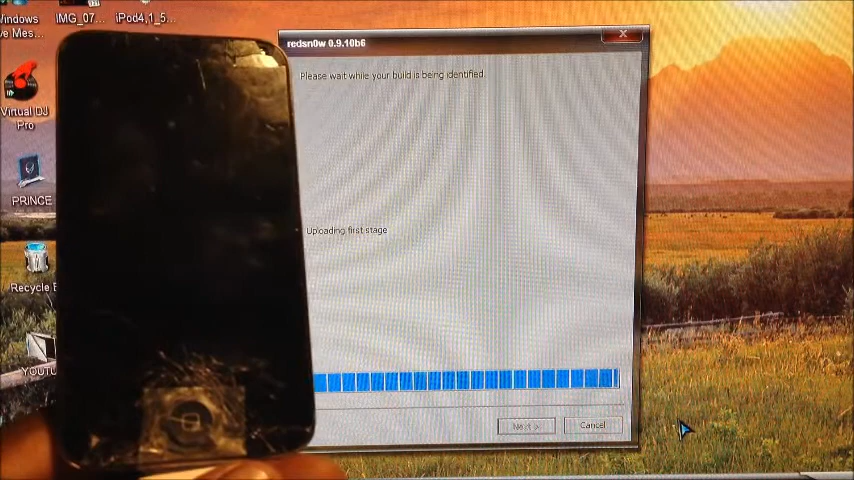 Windows
ve Mes...
IMG_07...
iPod4,1_5...
Virtual DJ
Pro
PRINCE
Recycle B
YOUTU
redsn0w 0.9.10b6
Please wait while your build is being identified.
Uploading first stage
Next >
Cancel